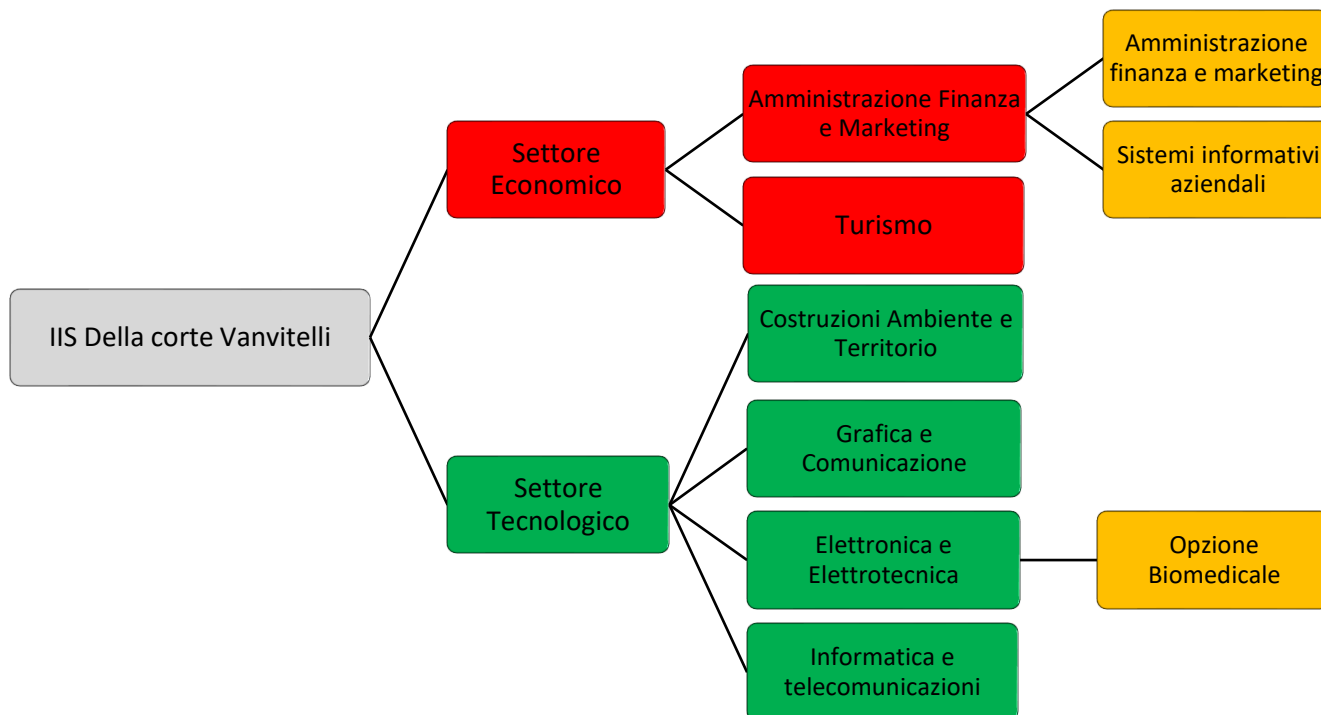 IIS Della corte Vanvitelli
Settore
Economico
Amministrazione Finanza
e Marketing
Amministrazione
finanza e marketing
Sistemi informativi
aziendali
Turismo
Settore
Tecnologico
Costruzioni Ambiente e
Territorio
Grafica e
Comunicazione
Elettronica e
Elettrotecnica
Opzione
Biomedicale
Informatica e
telecomunicazioni